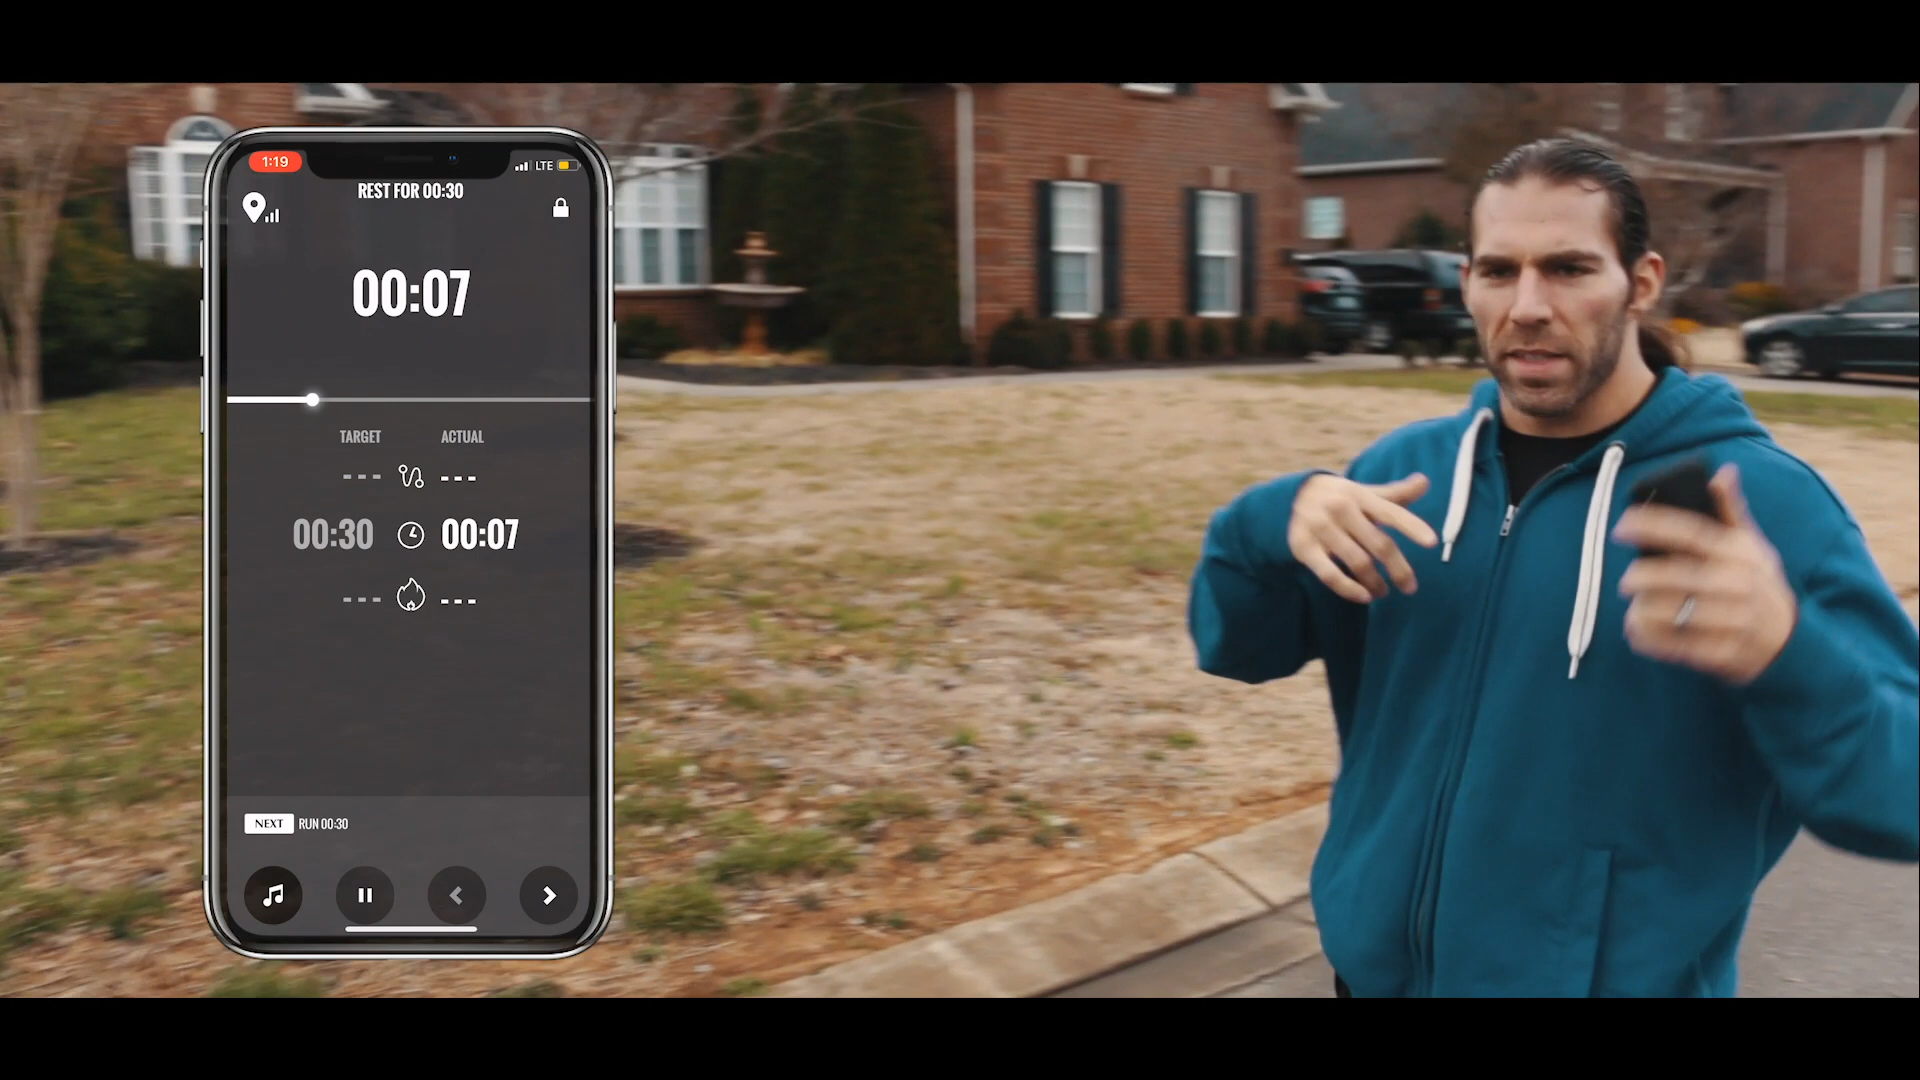 1:19
LTE
REST FOR 00:30
00:07
TARGET ACTUAL
--- ---
00:30 00:07
--- ---
NEXT RUN 00:30